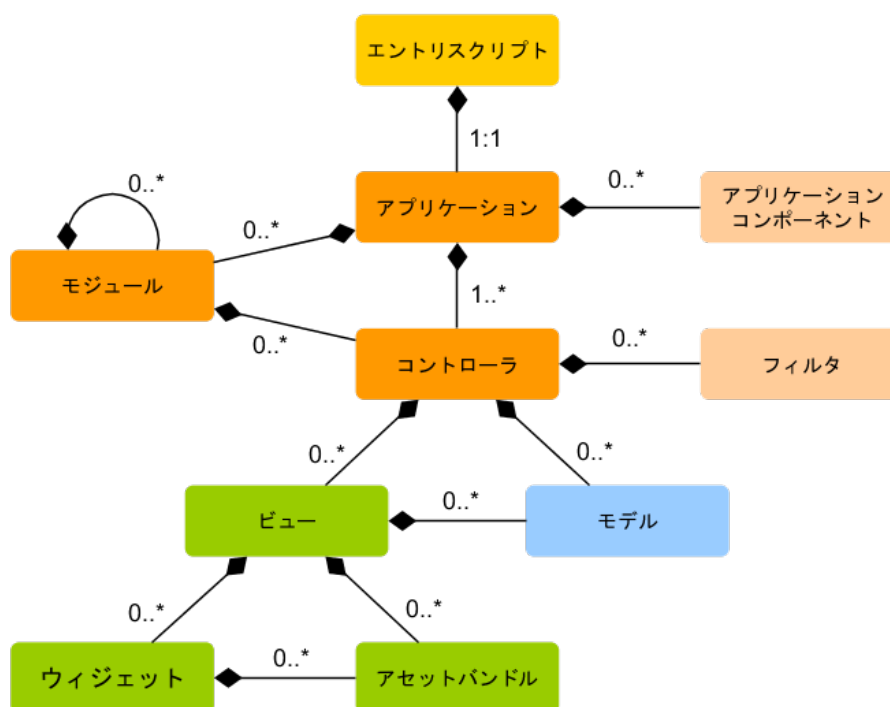 エントリスクリプト
1:1
0..*
アプリケーション
0..*
アプリケーション
コンポーネント
0..*
モジュール
1..*
0..*
コントローラ
0..*
フィルタ
0..*
0..*
ビュー
0..*
モデル
0..*
0..*
ウィジェット
0..*
アセットバンドル